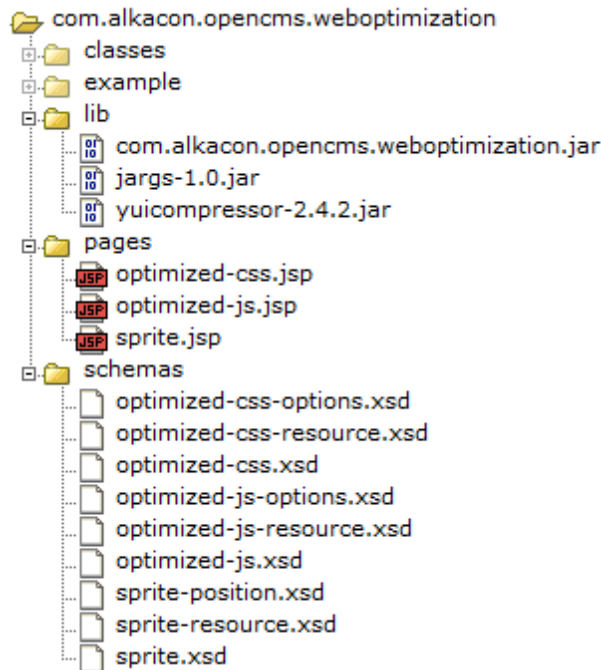 com.alkacon.opencms.weboptimization
classes
example
lib
com.alkacon.opencms.weboptimization.jar
jargs-1.0.jar
yuicompressor-2.4.2.jar
pages
JSP optimized-css.jsp
JSP optimized-js.jsp
JSP sprite.jsp
schemas
optimized-css-options.xsd
optimized-css-resource.xsd
optimized-css.xsd
optimized-js-options.xsd
optimized-js-resource.xsd
optimized-js.xsd
sprite-position.xsd
sprite-resource.xsd
sprite.xsd